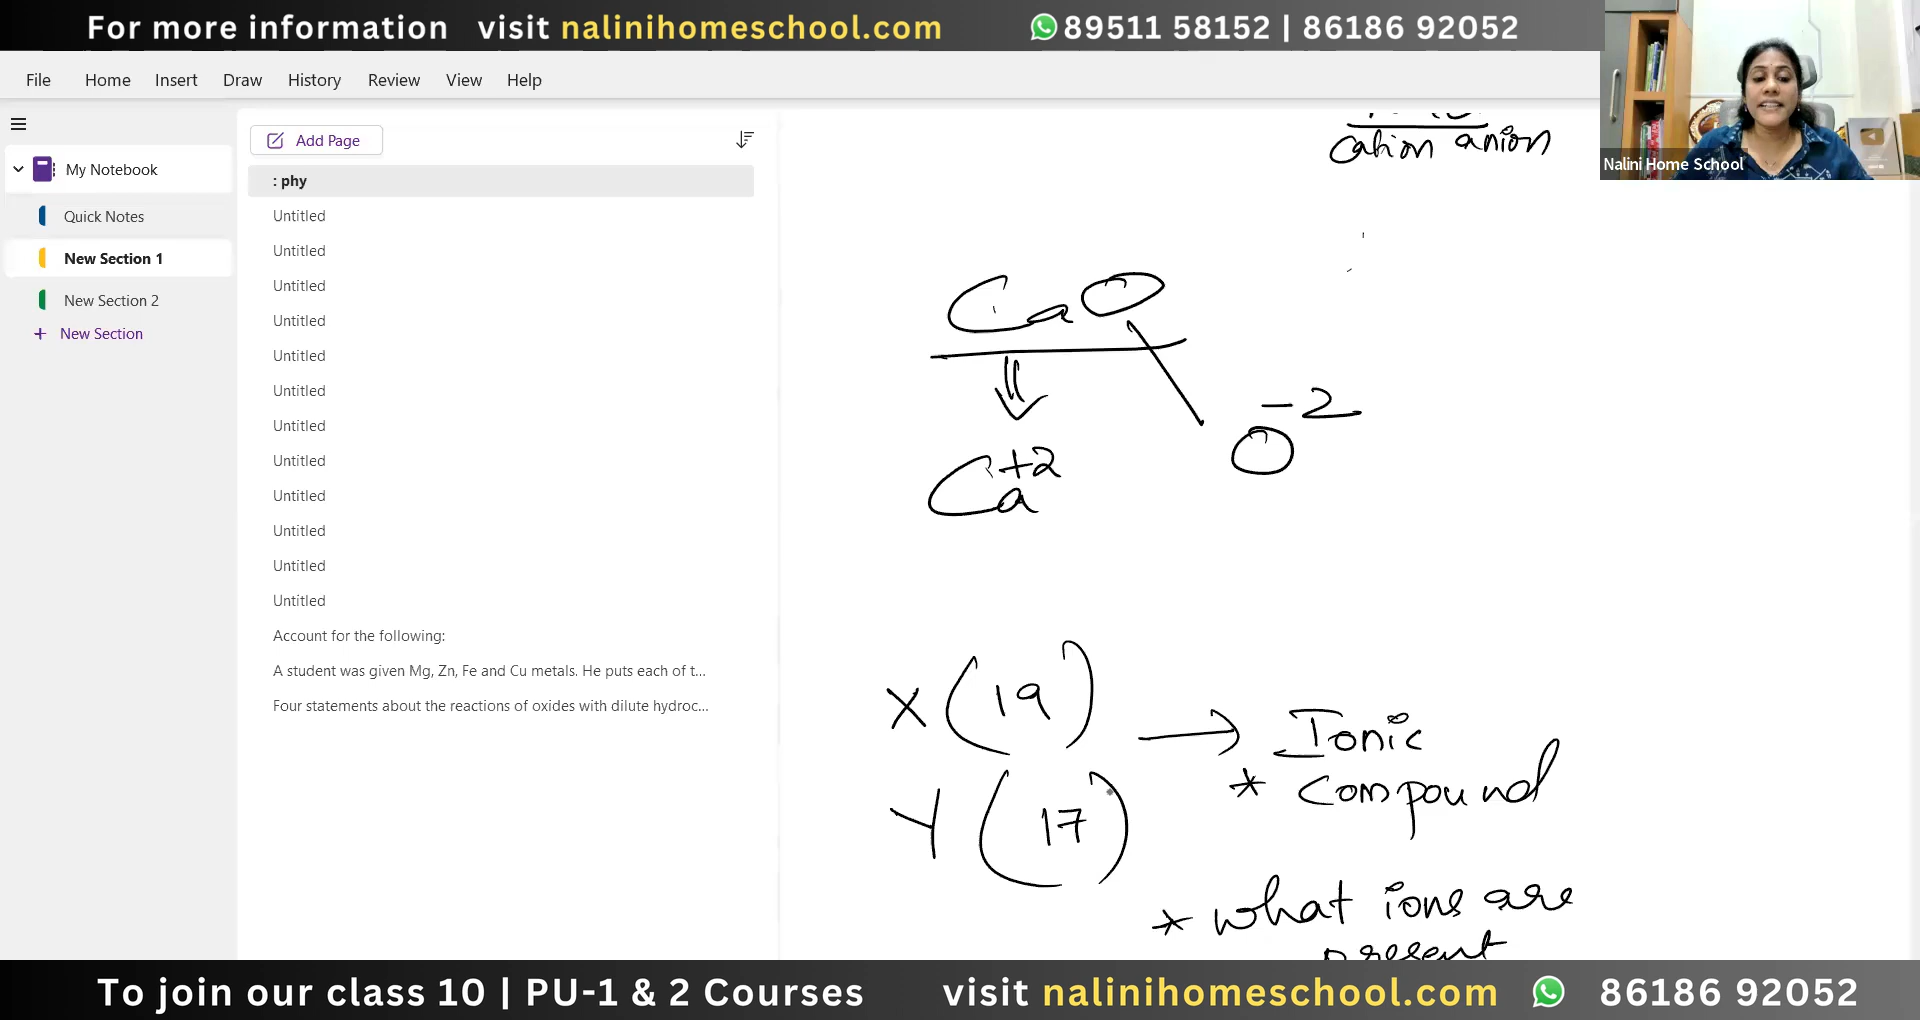 For more information visit nalinihomeschool.com 89511 58152 | 86186 92052
File Home Insert Draw History Review View Help
Nalini Home School
My Notebook
Quick Notes
New Section 1
New Section 2
+ New Section
Add Page
: phy
Untitled
Untitled
Untitled
Untitled
Untitled
Untitled
Untitled
Untitled
Untitled
Untitled
Untitled
Untitled
Account for the following:
A student was given Mg, Zn, Fe and Cu metals. He puts each of t...
Four statements about the reactions of oxides with dilute hydroc...
cation anion
CaO
O-2
Ca+2
X (19) → Ionic
* compound
Y (17)
* what ions are
present
To join our class 10 | PU-1 & 2 Courses visit nalinihomeschool.com 86186 92052